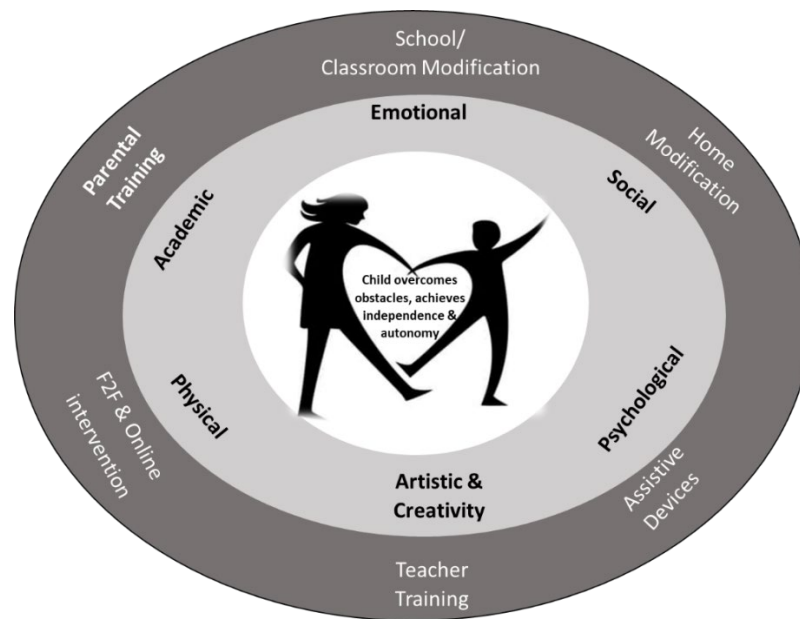 School/
Classroom Modification
Emotional
Parental
Training
Home
Modification
Academic
Social
Child overcomes
obstacles, achieves
independence &
autonomy
Physical
Psychological
F2F & Online
intervention
Artistic &
Creativity
Assistive
Devices
Teacher
Training